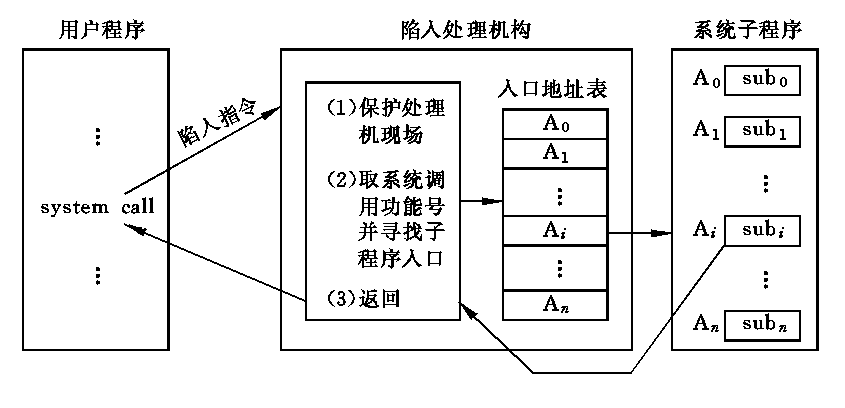 用户程序
陷入处理机构
系统子程序
⋮
system call
⋮
陷入指令
(1)保护处理
机现场
(2)取系统调
用功能号
并寻找子
程序入口
(3)返回
入口地址表
A₀
A₁
⋮
Aᵢ
⋮
Aₙ
A₀ sub₀
A₁ sub₁
⋮
Aᵢ subᵢ
⋮
Aₙ subₙ